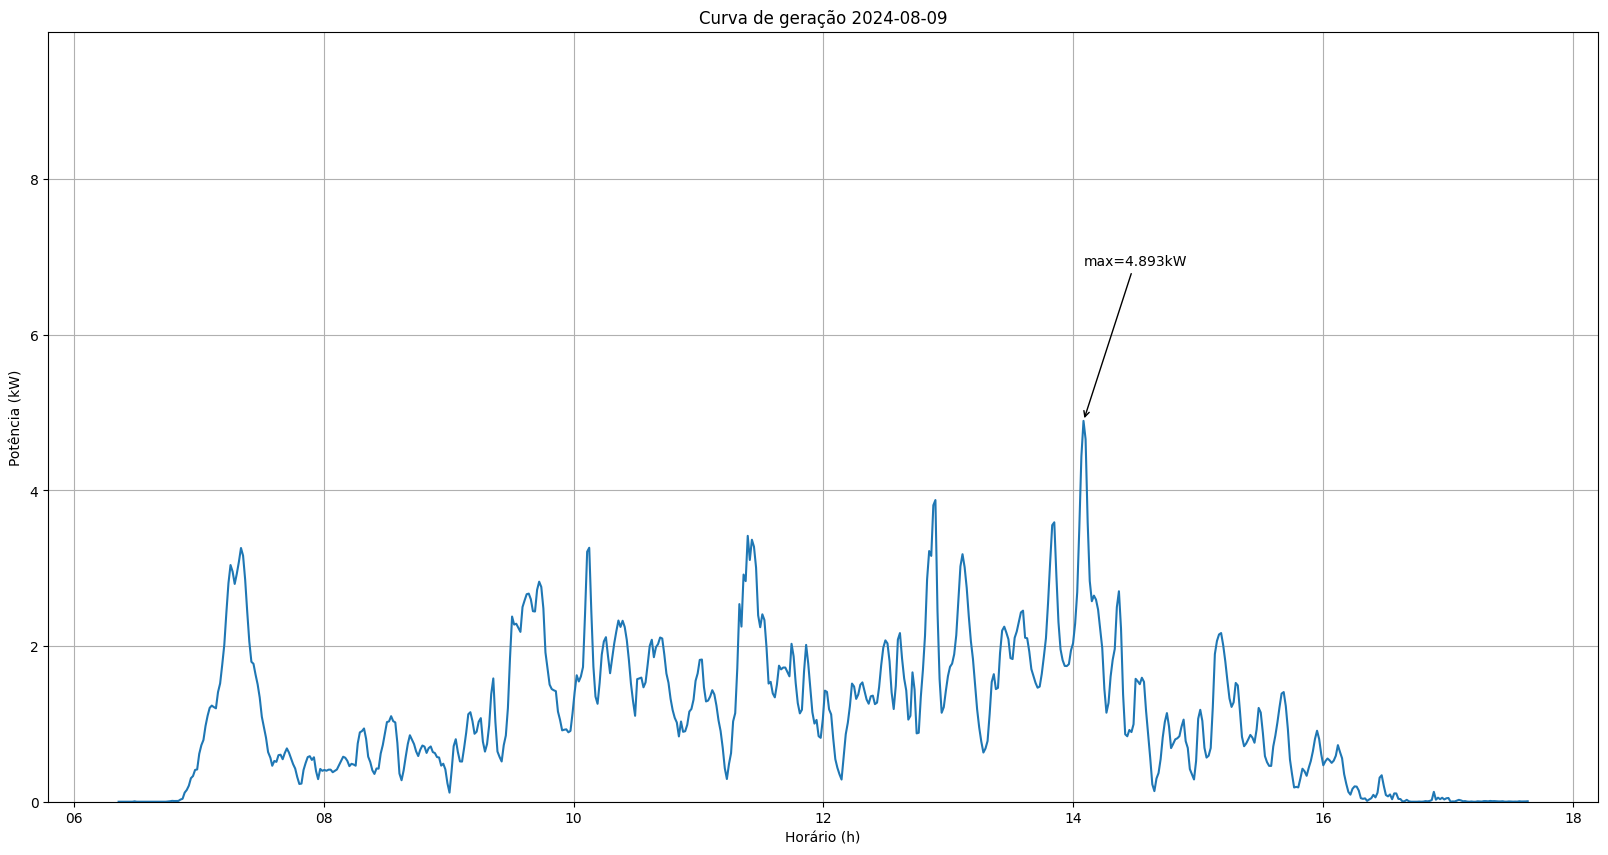 Curva de geração 2024-08-09
8
max=4.893kW
6
Potência (kW)
4
2
0
06 08 10 12 14 16 18
Horário (h)